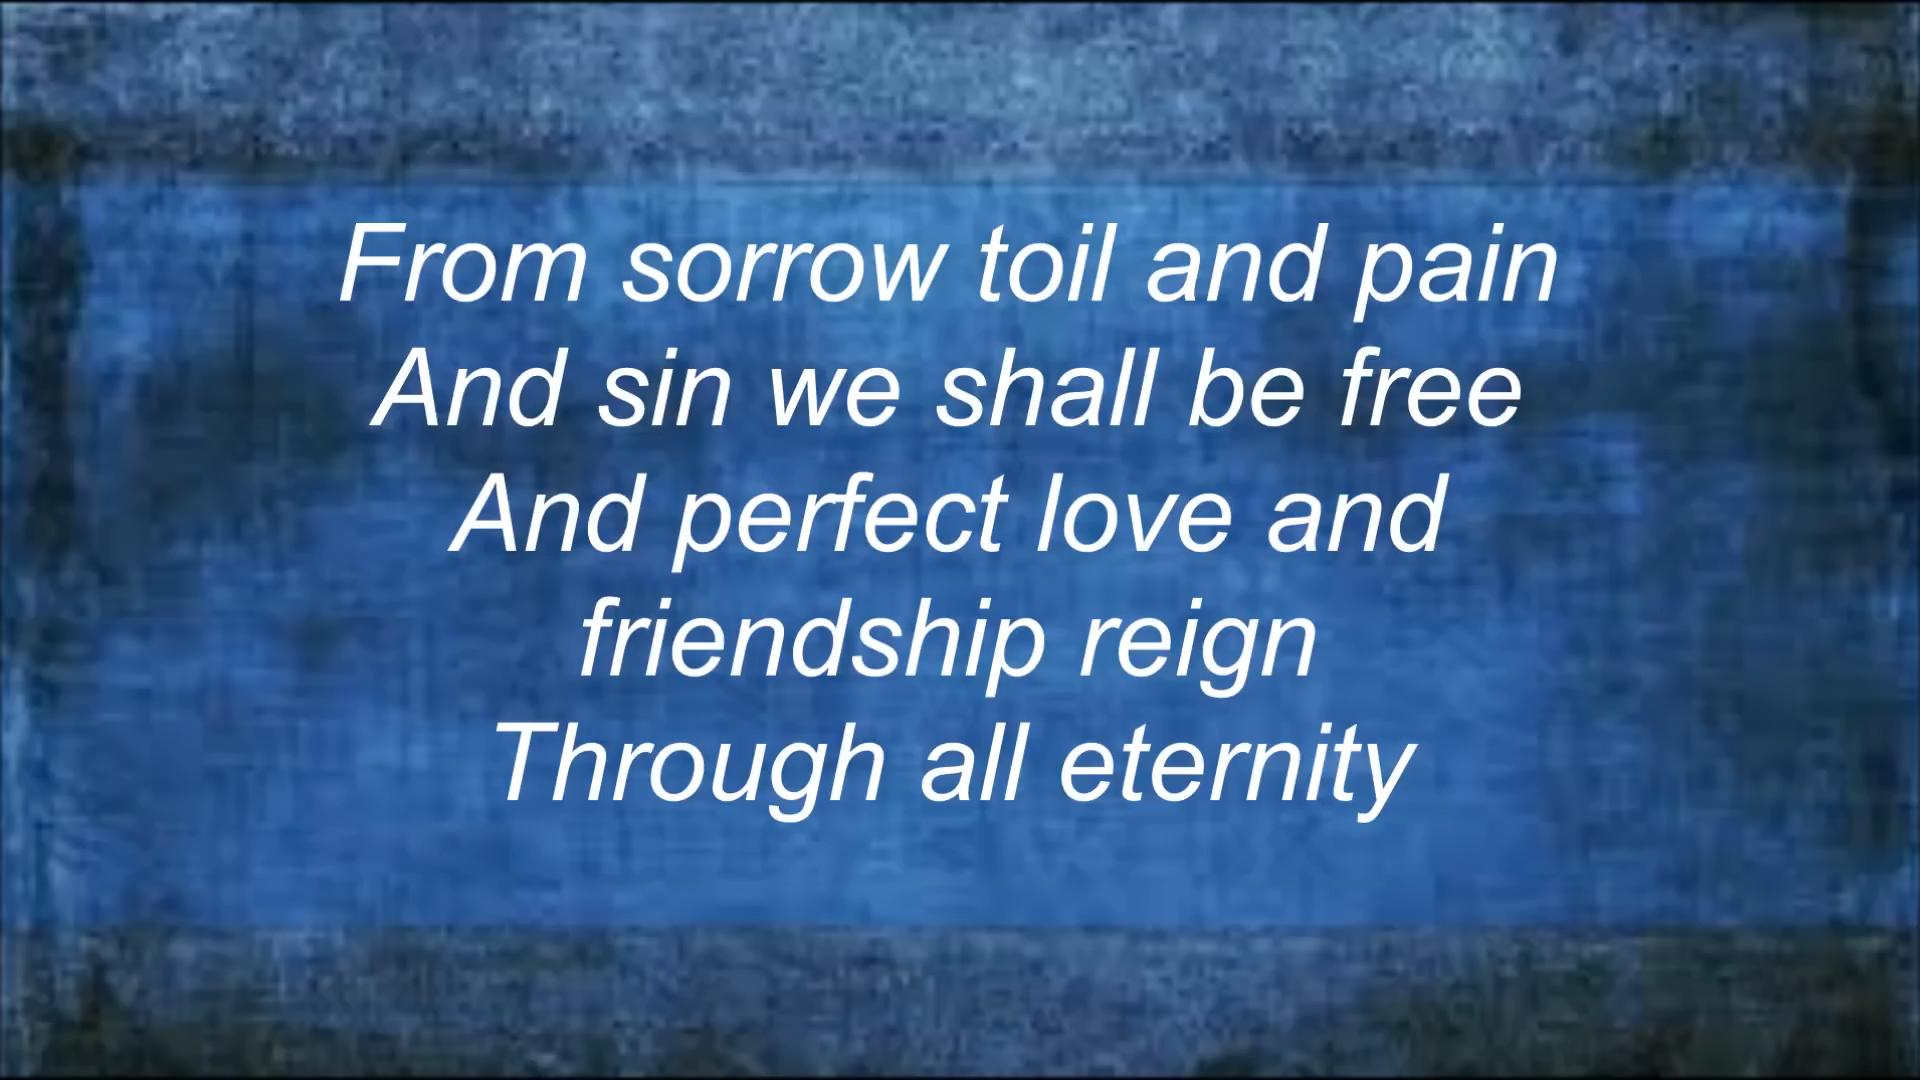 From sorrow toil and pain
And sin we shall be free
And perfect love and
friendship reign
Through all eternity